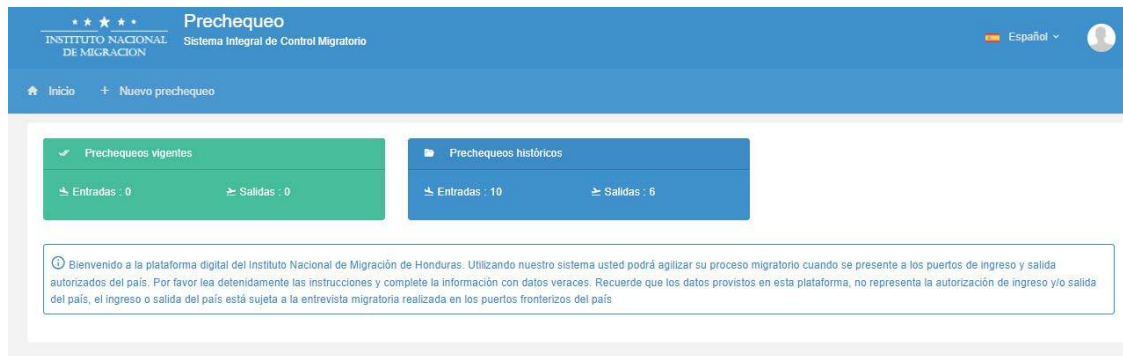 INSTITUTO NACIONAL
DE MIGRACION
Prechequeo
Sistema Integral de Control Migratorio
Español
Inicio
+ Nuevo prechequeo
Prechequeos vigentes
Entradas : 0
Salidas : 0
Prechequeos históricos
Entradas : 10
Salidas : 6
Bienvenido a la plataforma digital del Instituto Nacional de Migración de Honduras. Utilizando nuestro sistema usted podrá agilizar su proceso migratorio cuando se presente a los puertos de ingreso y salida
autorizados del país. Por favor lea detenidamente las instrucciones y complete la información con datos veraces. Recuerde que los datos provistos en esta plataforma, no representa la autorización de ingreso y/o salida
del país, el ingreso o salida del país está sujeta a la entrevista migratoria realizada en los puertos fronterizos del país